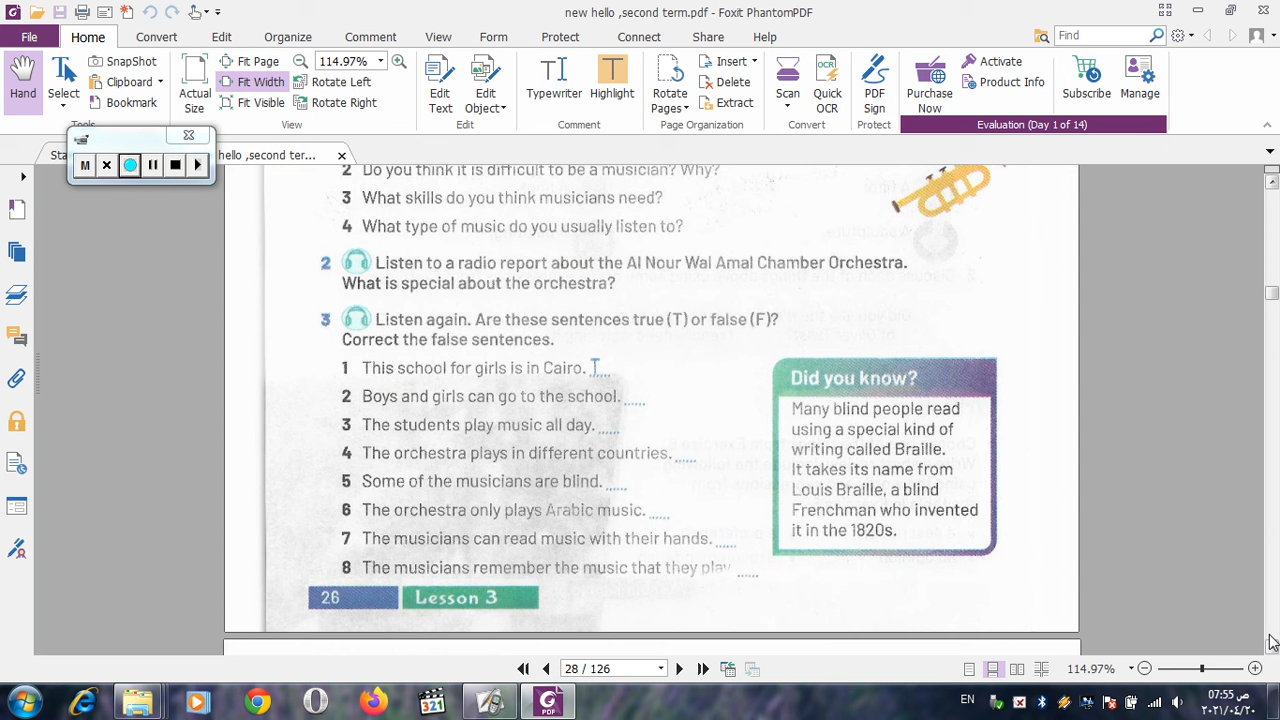 new hello ,second term.pdf - Foxit PhantomPDF
File Home Convert Edit Organize Comment View Form Protect Connect Share Help Find
Hand
Select
SnapShot
Clipboard
Bookmark
Tools
Actual Size
Fit Page
Fit Width
Fit Visible
114.97%
Rotate Left
Rotate Right
View
Edit Text
Edit Object
Edit
Typewriter
Highlight
Comment
Rotate Pages
Insert
Delete
Extract
Page Organization
Scan
Quick OCR
Convert
PDF Sign
Protect
Purchase Now
Activate
Product Info
Subscribe
Manage
Evaluation (Day 1 of 14)
M
Sta
hello ,second ter...
2 Do you think it is difficult to be a musician? Why?
3 What skills do you think musicians need?
4 What type of music do you usually listen to?
2 Listen to a radio report about the Al Nour Wal Amal Chamber Orchestra.
What is special about the orchestra?
3 Listen again. Are these sentences true (T) or false (F)?
Correct the false sentences.
1 This school for girls is in Cairo. T
2 Boys and girls can go to the school. ......
3 The students play music all day. ......
4 The orchestra plays in different countries. ......
5 Some of the musicians are blind. ......
6 The orchestra only plays Arabic music. ......
7 The musicians can read music with their hands. ......
8 The musicians remember the music that they play ......
Did you know?
Many blind people read
using a special kind of
writing called Braille.
It takes its name from
Louis Braille, a blind
Frenchman who invented
it in the 1820s.
26 Lesson 3
28 / 126
114.97%
321
EN
07:55 ص
٢٠٢١/٠٤/٢٠